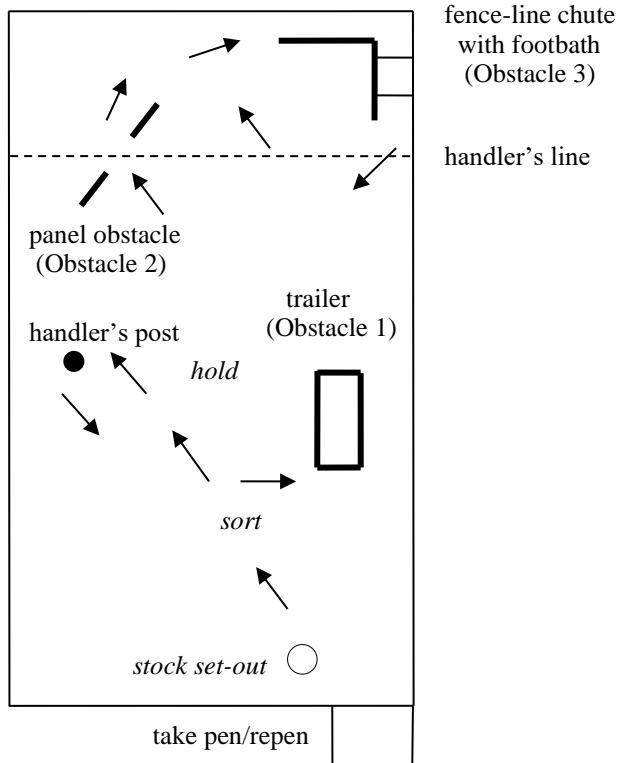 fence-line chute
with footbath
(Obstacle 3)
handler's line
panel obstacle
(Obstacle 2)
trailer
(Obstacle 1)
handler's post
hold
sort
stock set-out
take pen/repen